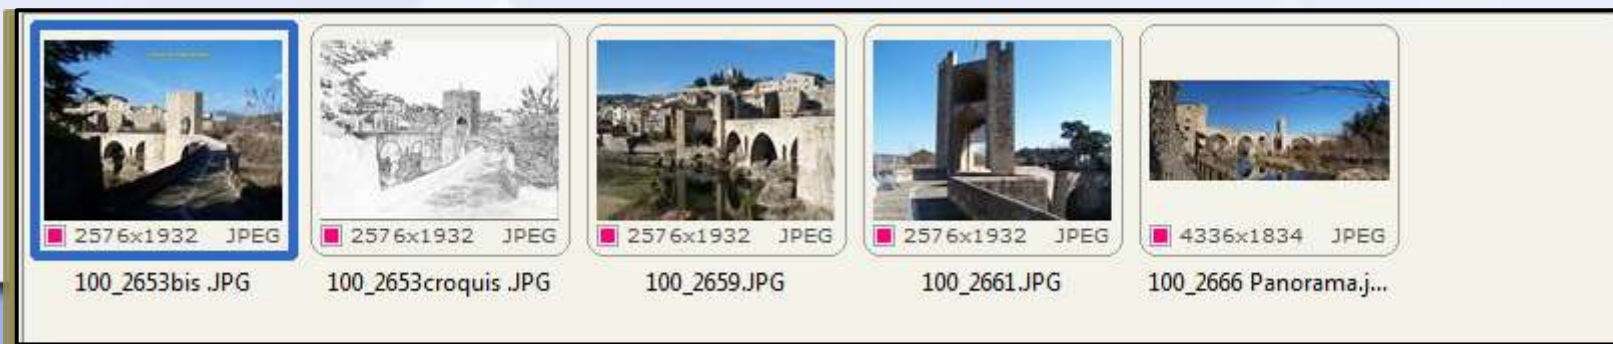 2576x1932 JPEG
2576x1932 JPEG
2576x1932 JPEG
2576x1932 JPEG
4336x1834 JPEG
100_2653bis .JPG
100_2653croquis .JPG
100_2659.JPG
100_2661.JPG
100_2666 Panorama.j...